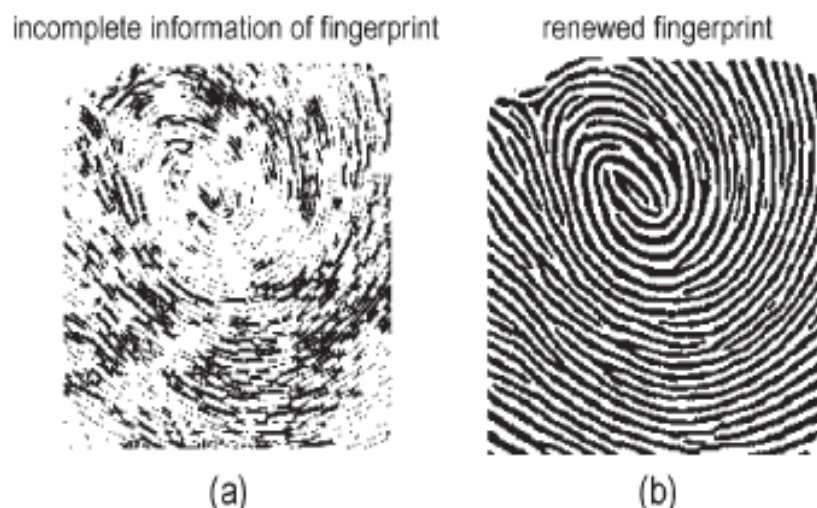 incomplete information of fingerprint
renewed fingerprint
(a)
(b)